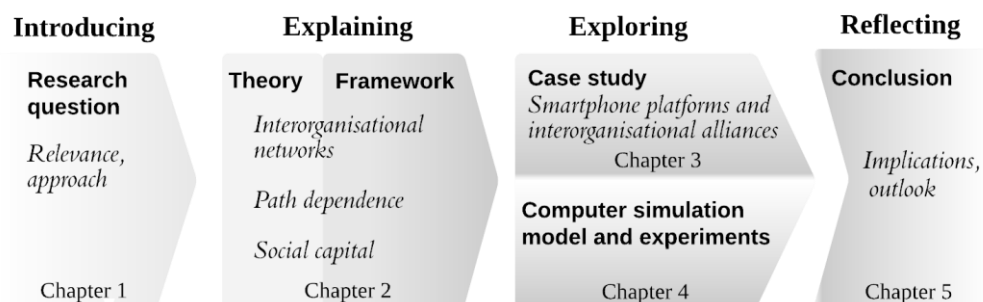 Introducing
Research
question
Relevance,
approach
Chapter 1
Explaining
Theory
Framework
Interorganisational
networks
Path dependence
Social capital
Chapter 2
Exploring
Case study
Smartphone platforms and
interorganisational alliances
Chapter 3
Computer simulation
model and experiments
Chapter 4
Reflecting
Conclusion
Implications,
outlook
Chapter 5